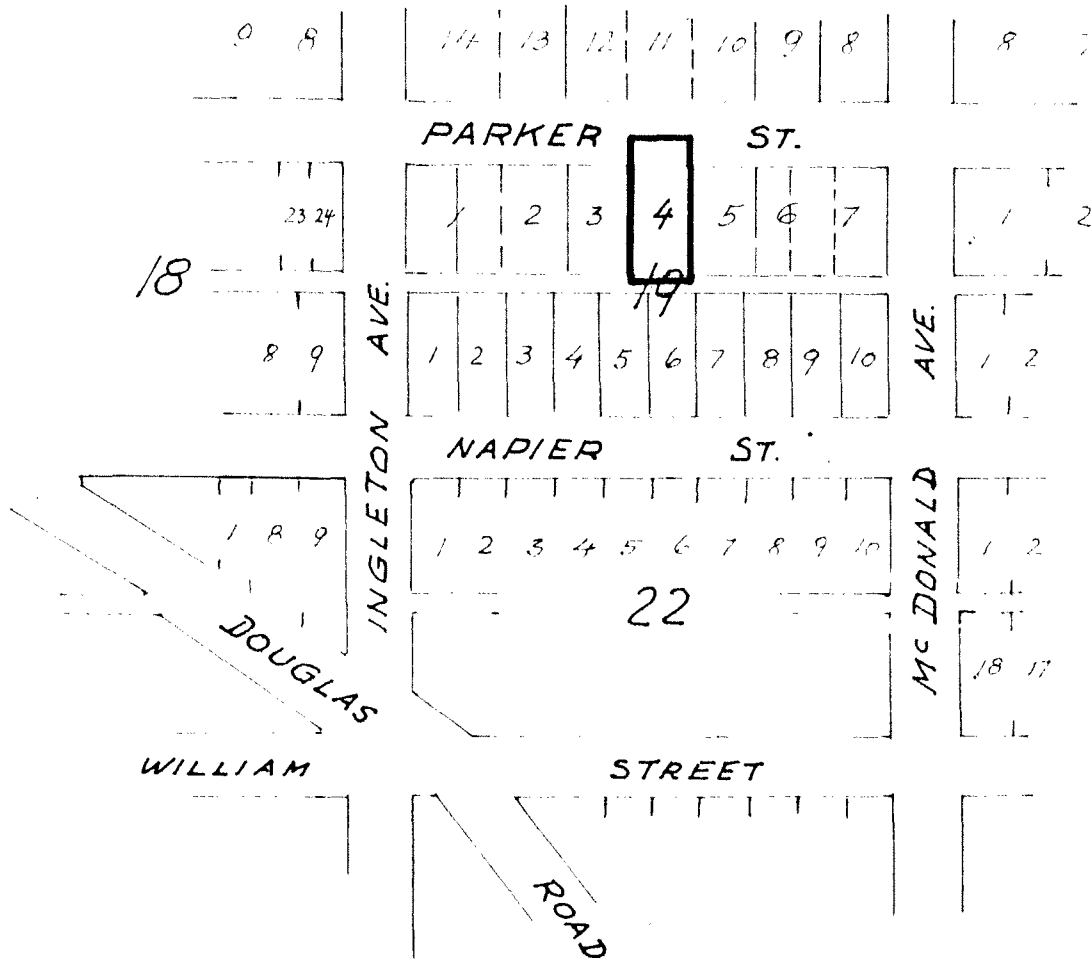 9 8 14 13 12 11 10 9 8 8 7
PARKER ST.
23 24 1 2 3 4 5 6 7 1 2
18 19
INGLETON AVE.
MC DONALD AVE.
8 9 1 2 3 4 5 6 7 8 9 10 1 2
NAPIER ST.
1 8 9 1 2 3 4 5 6 7 8 9 10 1 2
22
DOUGLAS
18 17
WILLIAM STREET
ROAD